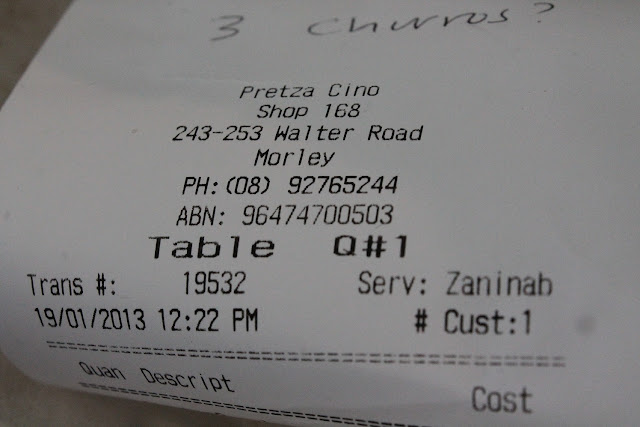 3 churros?
Pretza Cino
Shop 168
243-253 Walter Road
Morley
PH:(08) 92765244
ABN: 96474700503
Table Q#1
Trans #: 19532 Serv: Zaninab
19/01/2013 12:22 PM # Cust:1
Quan Descript Cost